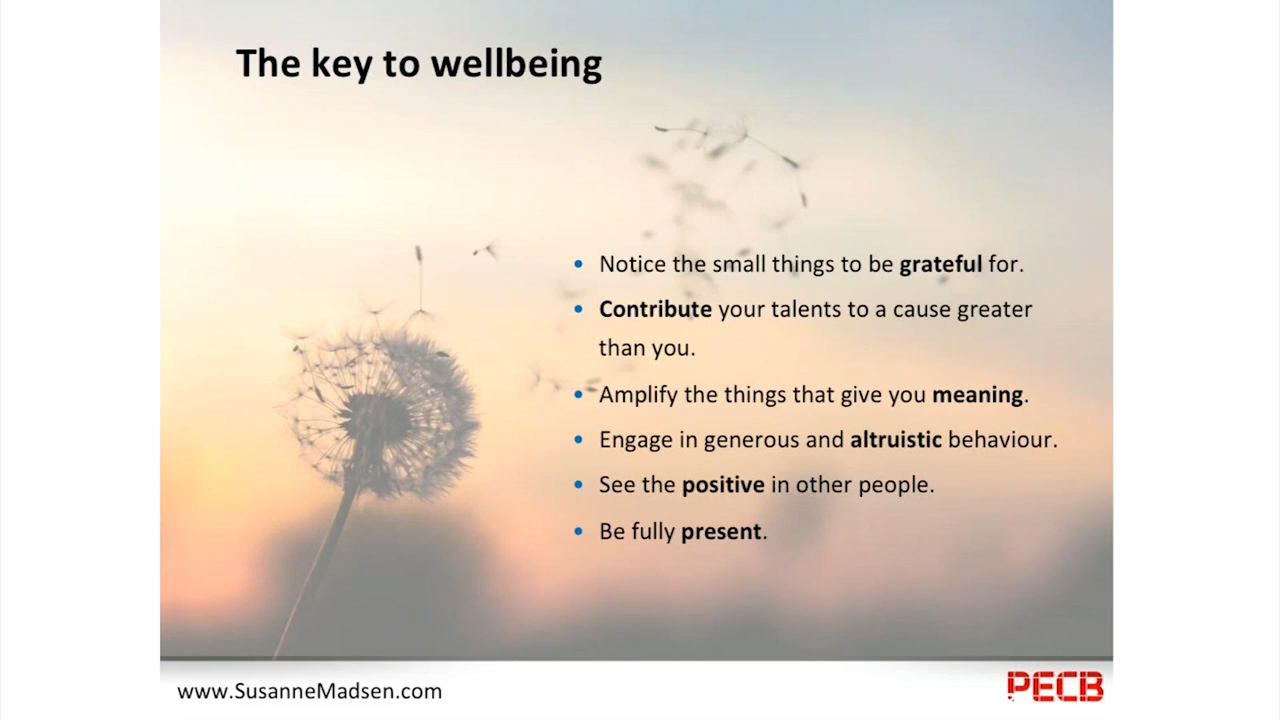 The key to wellbeing
• Notice the small things to be grateful for.
• Contribute your talents to a cause greater
than you.
• Amplify the things that give you meaning.
• Engage in generous and altruistic behaviour.
• See the positive in other people.
• Be fully present.
www.SusanneMadsen.com
PECB